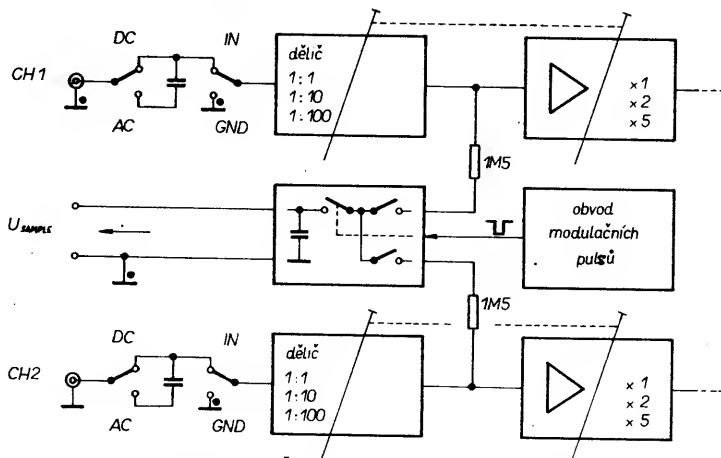 DC
IN
CH1
AC
GND
dělič
1:1
1:10
1:100
×1
×2
×5
1M5
U SAMPLE
obvod
modulačních
pulsů
1M5
DC
IN
CH2
AC
GND
dělič
1:1
1:10
1:100
×1
×2
×5